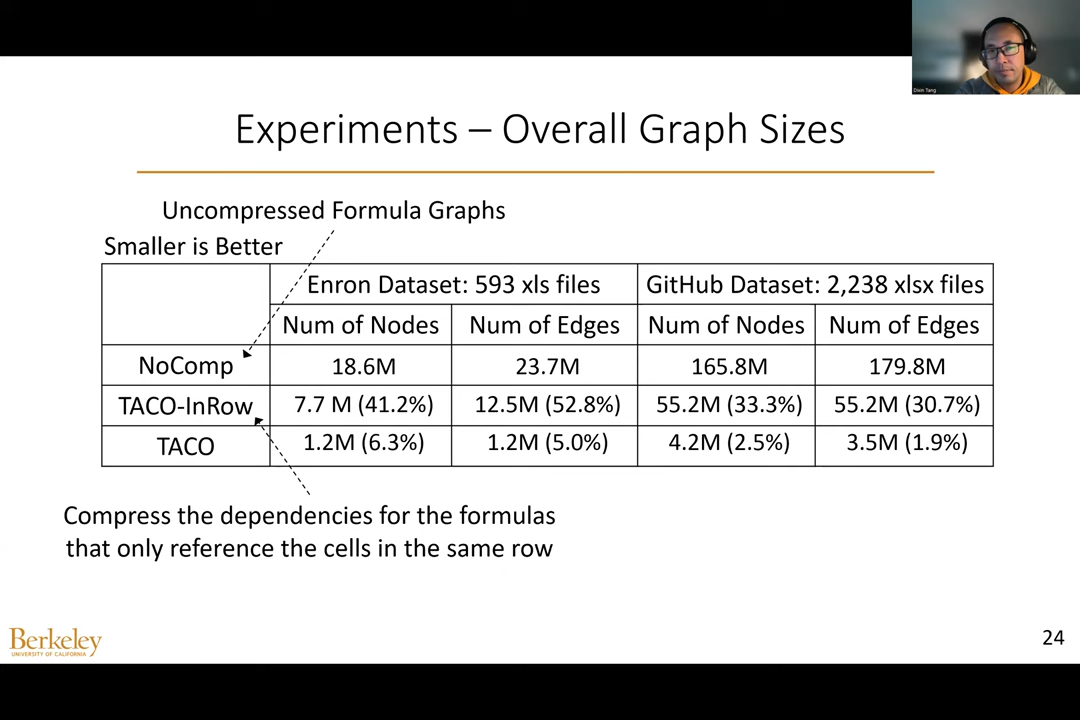 Dixin Tang
Experiments – Overall Graph Sizes
Uncompressed Formula Graphs
Smaller is Better
Enron Dataset: 593 xls files GitHub Dataset: 2,238 xlsx files
Num of Nodes Num of Edges Num of Nodes Num of Edges
NoComp 18.6M 23.7M 165.8M 179.8M
TACO-InRow 7.7 M (41.2%) 12.5M (52.8%) 55.2M (33.3%) 55.2M (30.7%)
TACO 1.2M (6.3%) 1.2M (5.0%) 4.2M (2.5%) 3.5M (1.9%)
Compress the dependencies for the formulas
that only reference the cells in the same row
Berkeley
UNIVERSITY OF CALIFORNIA
24